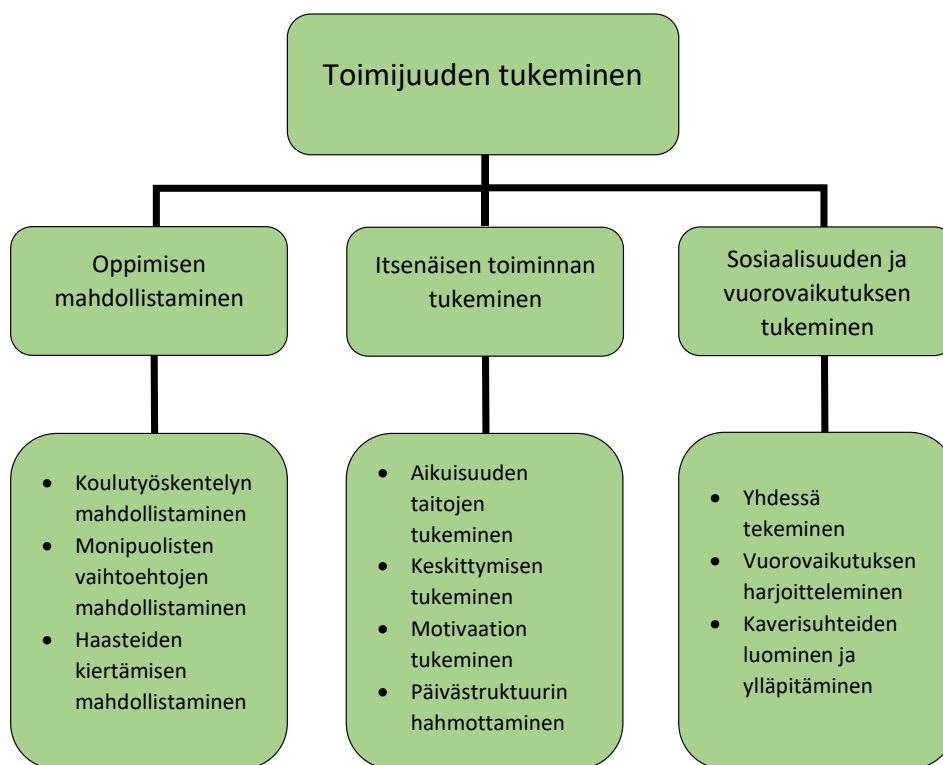 Toimijuuden tukeminen
Oppimisen
mahdollistaminen
Itsenäisen toiminnan
tukeminen
Sosiaalisuuden ja
vuorovaikutuksen
tukeminen
• Koulutyöskentelyn
mahdollistaminen
• Monipuolisten
vaihtoehtojen
mahdollistaminen
• Haasteiden
kiertämisen
mahdollistaminen
• Aikuisuuden
taitojen
tukeminen
• Keskittymisen
tukeminen
• Motivaation
tukeminen
• Päivästruktuurin
hahmottaminen
• Yhdessä
tekeminen
• Vuorovaikutuksen
harjoitteleminen
• Kaverisuhteiden
luominen ja
ylläpitäminen